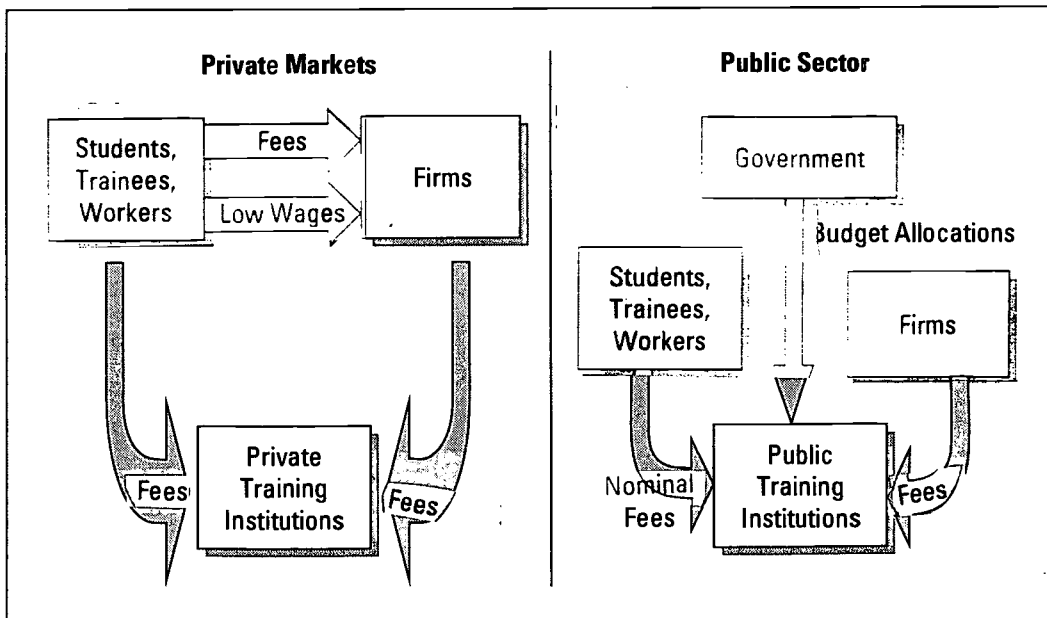 Private Markets
Students,
Trainees,
Workers
Fees
Low Wages
Firms
Fees
Private
Training
Institutions
Fees
Public Sector
Government
Budget Allocations
Students,
Trainees,
Workers
Firms
Nominal
Fees
Public
Training
Institutions
Fees